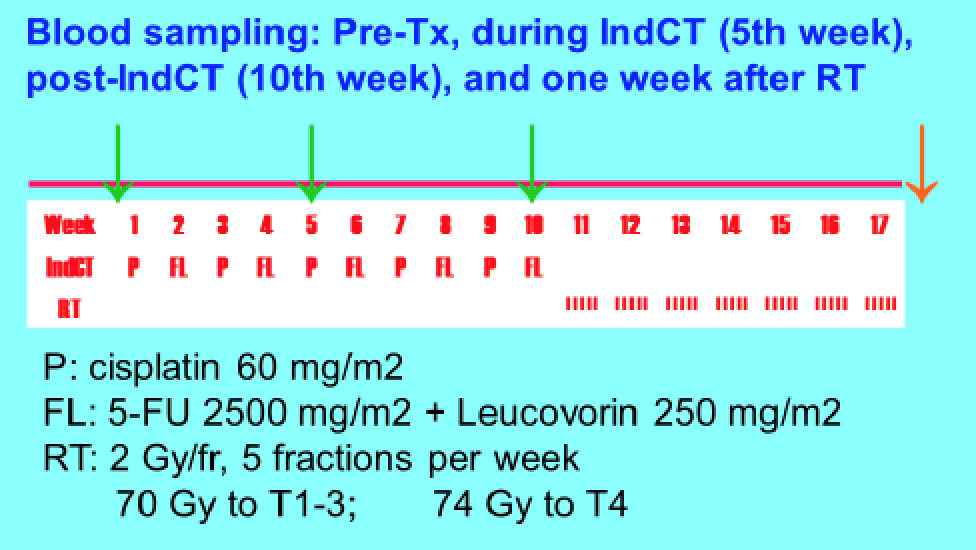 Blood sampling: Pre-Tx, during IndCT (5th week),
post-IndCT (10th week), and one week after RT
Week 1 2 3 4 5 6 7 8 9 10 11 12 13 14 15 16 17
IndCT P FL P FL P FL P FL P FL
RT IIIII IIIII IIIII IIIII IIIII IIIII IIIII
P: cisplatin 60 mg/m2
FL: 5-FU 2500 mg/m2 + Leucovorin 250 mg/m2
RT: 2 Gy/fr, 5 fractions per week
70 Gy to T1-3; 74 Gy to T4